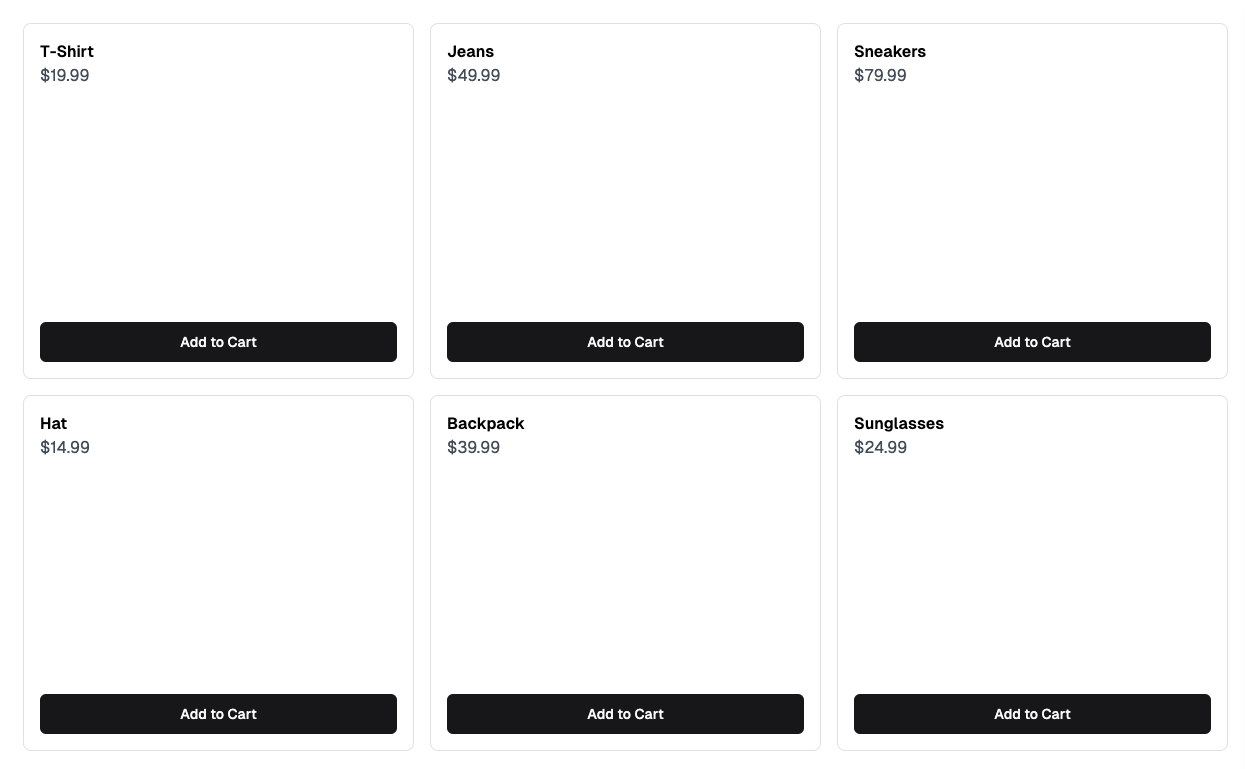 T-Shirt
$19.99
Add to Cart
Jeans
$49.99
Add to Cart
Sneakers
$79.99
Add to Cart
Hat
$14.99
Add to Cart
Backpack
$39.99
Add to Cart
Sunglasses
$24.99
Add to Cart